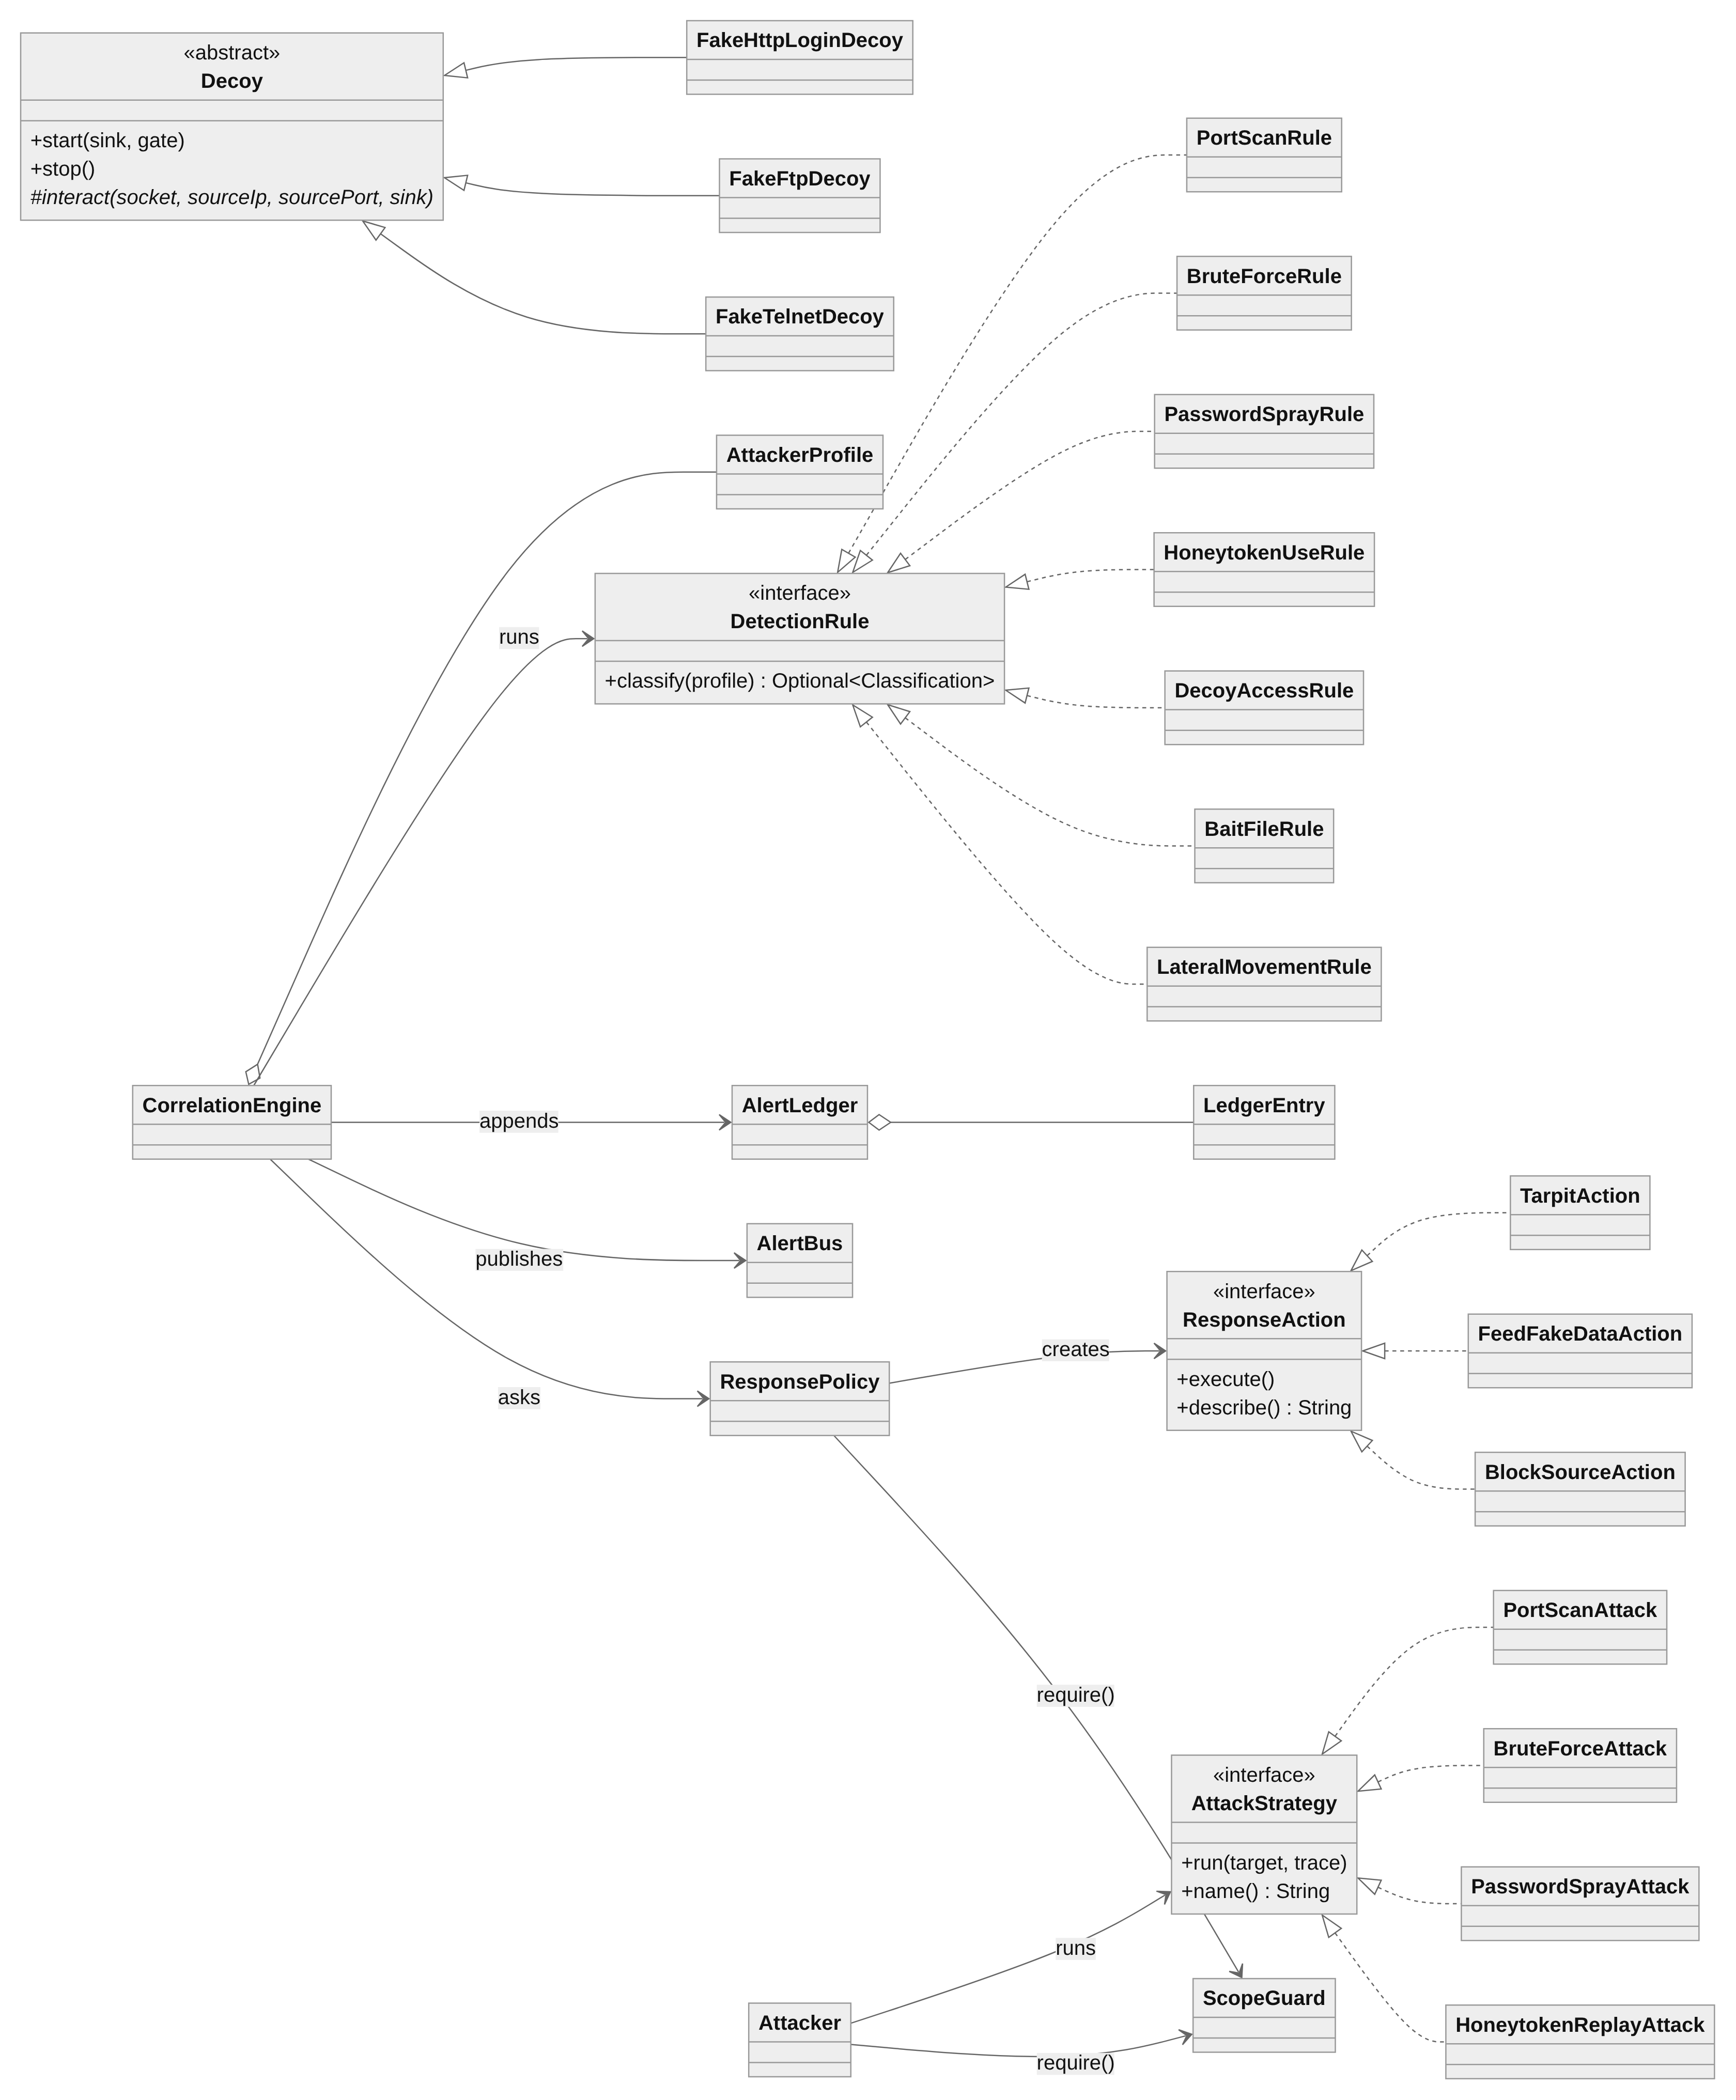 «abstract»
Decoy
+start(sink, gate)
+stop()
#interact(socket, sourceIp, sourcePort, sink)
FakeHttpLoginDecoy
FakeFtpDecoy
FakeTelnetDecoy
AttackerProfile
PortScanRule
BruteForceRule
PasswordSprayRule
HoneytokenUseRule
runs
«interface»
DetectionRule
+classify(profile) : Optional<Classification>
DecoyAccessRule
BaitFileRule
LateralMovementRule
CorrelationEngine
appends
AlertLedger
LedgerEntry
publishes
AlertBus
asks
ResponsePolicy
creates
«interface»
ResponseAction
+execute()
+describe() : String
TarpitAction
FeedFakeDataAction
BlockSourceAction
require()
PortScanAttack
BruteForceAttack
«interface»
AttackStrategy
+run(target, trace)
+name() : String
PasswordSprayAttack
HoneytokenReplayAttack
runs
Attacker
require()
ScopeGuard